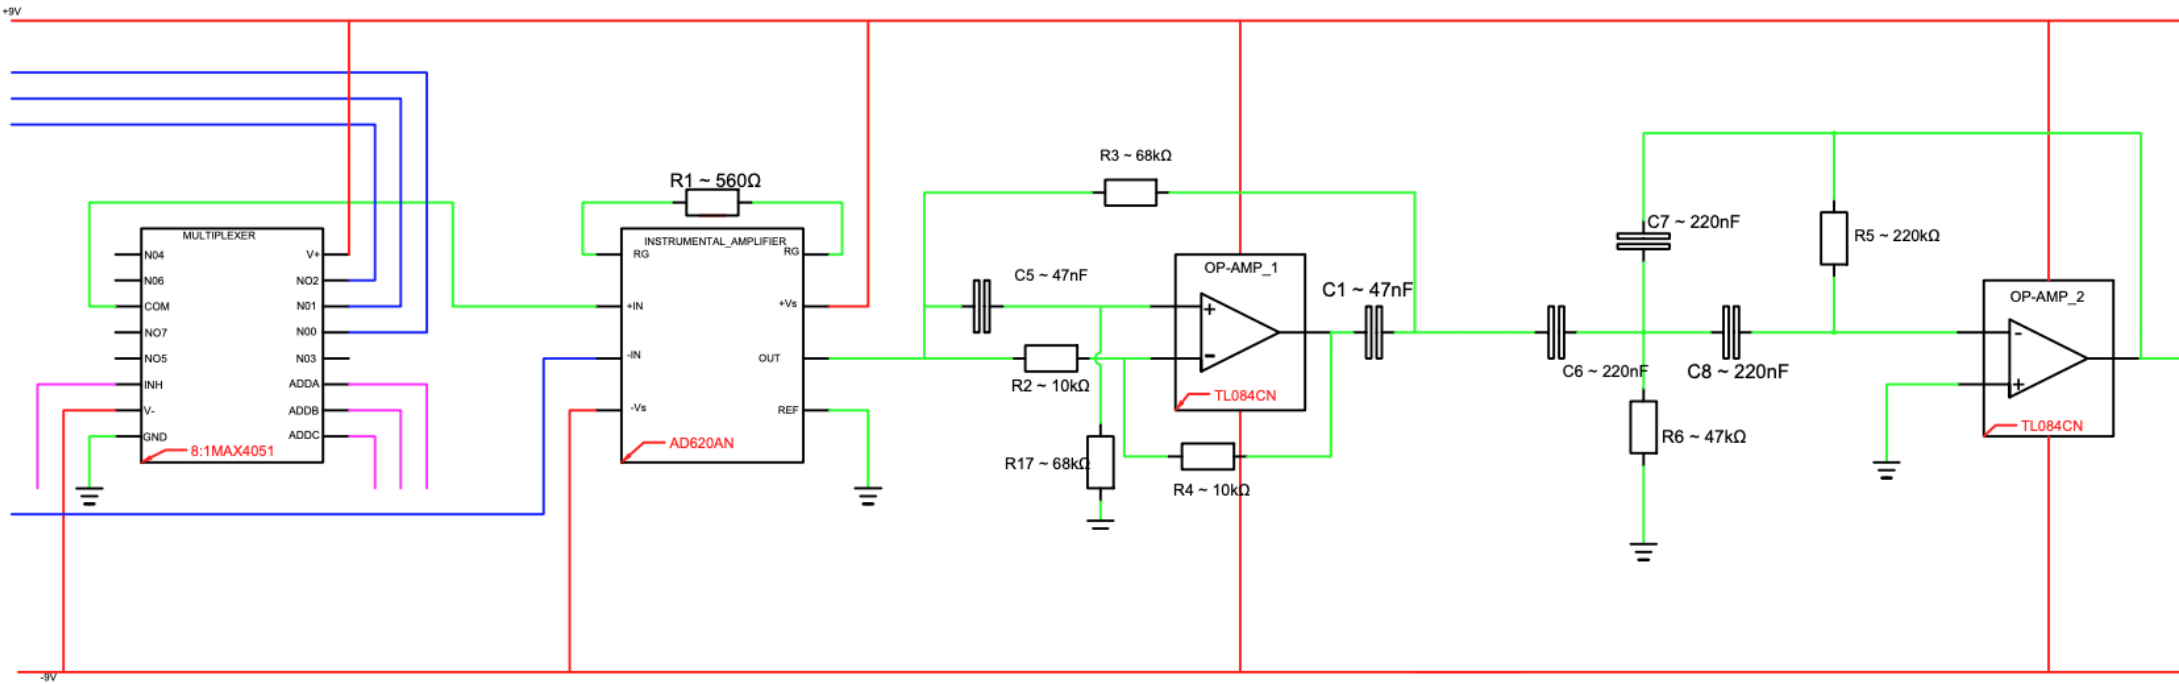 +9V
R3 ~ 68kΩ
R1 ~ 560Ω
MULTIPLEXER
N04
N06
COM
NO7
NO5
INH
V-
GND
V+
NO2
N01
N00
N03
ADDA
ADDB
ADDC
8:1MAX4051
INSTRUMENTAL_AMPLIFIER
RG
RG
+IN
-IN
-Vs
+Vs
OUT
REF
AD620AN
C5 ~ 47nF
R2 ~ 10kΩ
R17 ~ 68kΩ
OP-AMP_1
+
-
TL084CN
R4 ~ 10kΩ
C1 ~ 47nF
C7 ~ 220nF
R5 ~ 220kΩ
C6 ~ 220nF
C8 ~ 220nF
R6 ~ 47kΩ
OP-AMP_2
-
+
TL084CN
-9V